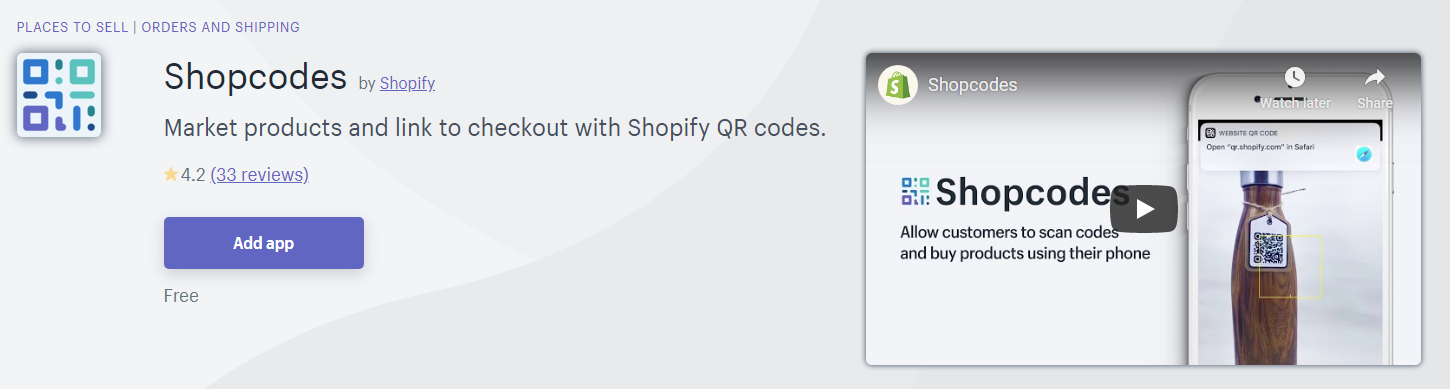 PLACES TO SELL | ORDERS AND SHIPPING
Shopcodes by Shopify
Market products and link to checkout with Shopify QR codes.
4.2 (33 reviews)
Add app
Free
Shopcodes
Watch later
Share
WEBSITE QR CODE
Open "qr.shopify.com" in Safari
Shopcodes
Allow customers to scan codes
and buy products using their phone